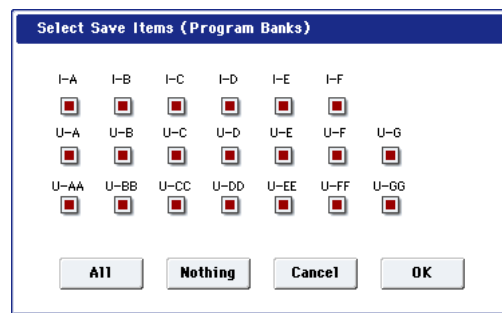 Select Save Items (Program Banks)
I-A I-B I-C I-D I-E I-F
U-A U-B U-C U-D U-E U-F U-G
U-AA U-BB U-CC U-DD U-EE U-FF U-GG
All Nothing Cancel OK